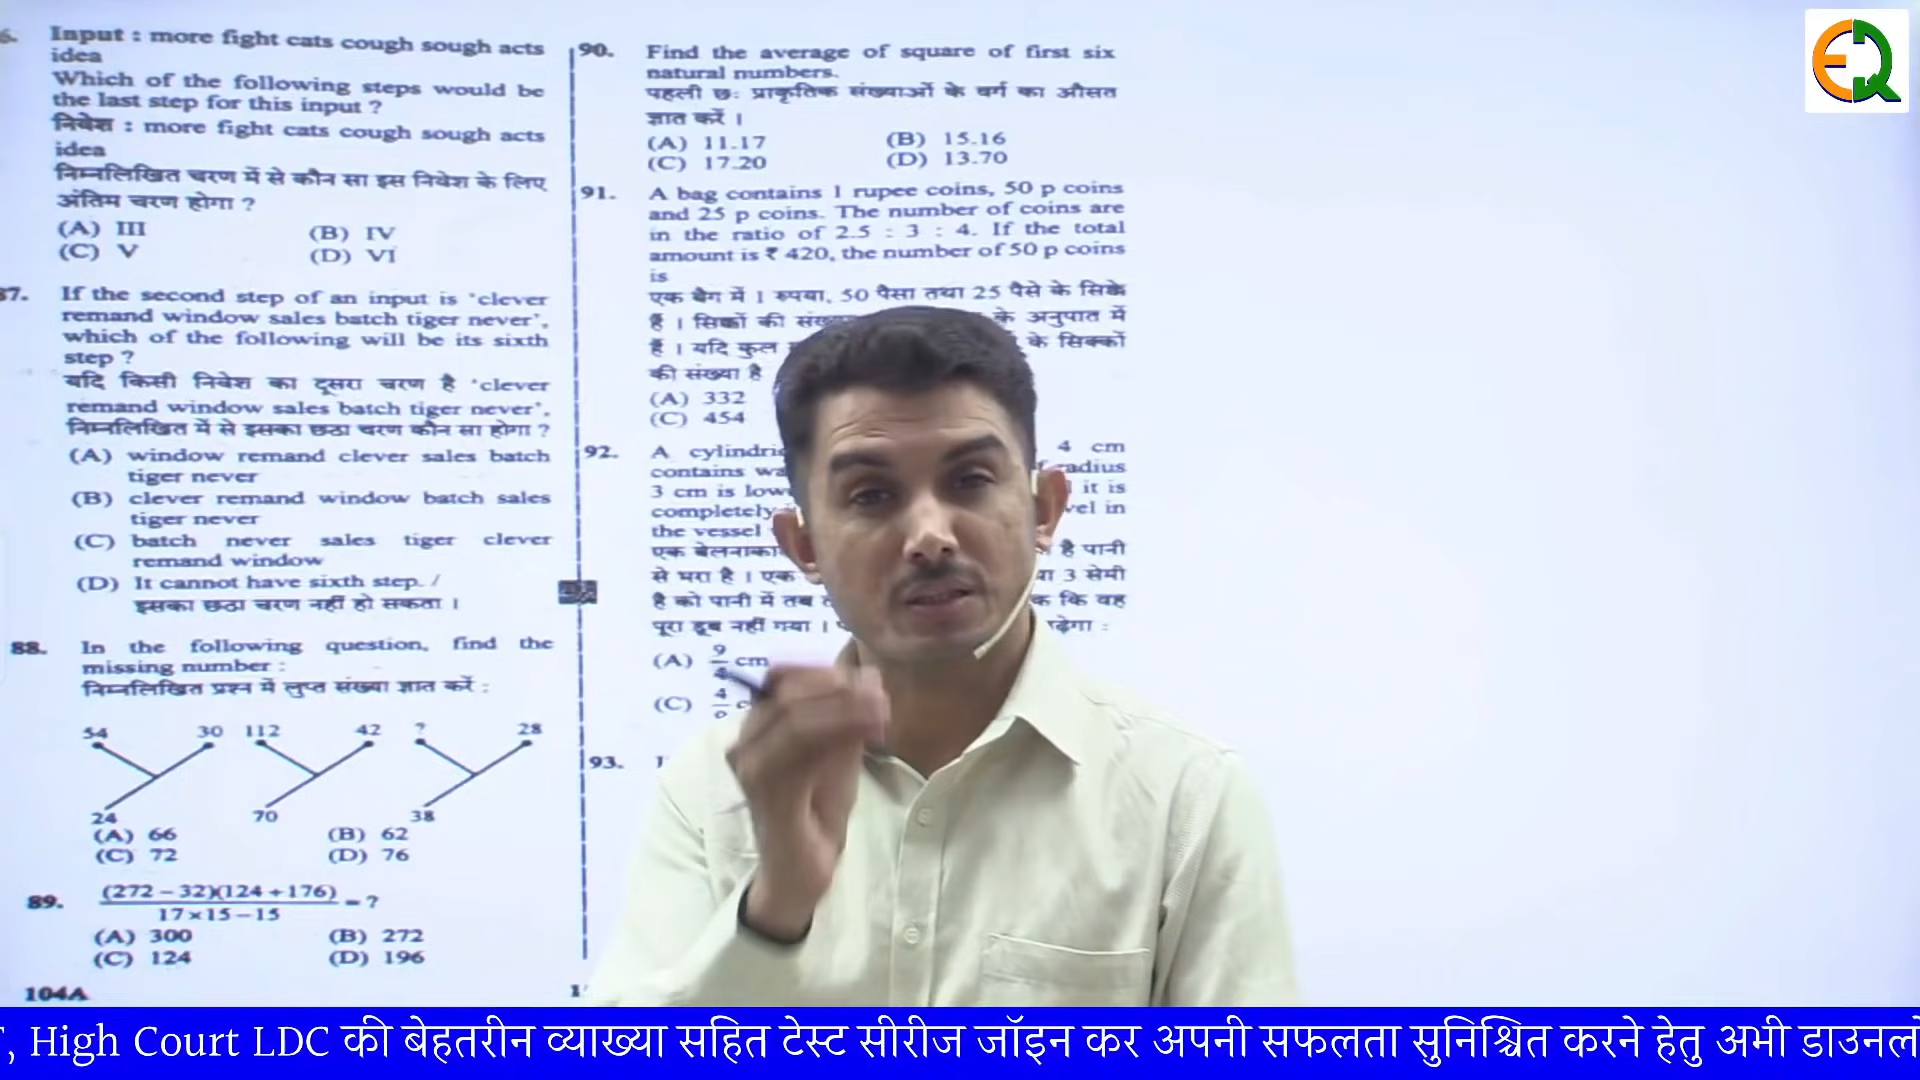 Input : more fight cats cough sough acts
idea
Which of the following steps would be
the last step for this input ?
निवेश : more fight cats cough sough acts
idea
निम्नलिखित चरण में से कौन सा इस निवेश के लिए
अंतिम चरण होगा ?
(A) III (B) IV
(C) V (D) VI
87. If the second step of an input is ‘clever
remand window sales batch tiger never’,
which of the following will be its sixth
step ?
यदि किसी निवेश का दूसरा चरण है ‘clever
remand window sales batch tiger never’,
निम्नलिखित में से इसका छठा चरण कौन सा होगा ?
(A) window remand clever sales batch
tiger never
(B) clever remand window batch sales
tiger never
(C) batch never sales tiger clever
remand window
(D) It cannot have sixth step. /
इसका छठा चरण नहीं हो सकता ।
88. In the following question, find the
missing number :
निम्नलिखित प्रश्न में लुप्त संख्या ज्ञात करें :
54 30 112 42 ? 28
24 70 38
(A) 66 (B) 62
(C) 72 (D) 76
89. (272 – 32)(124 + 176)
17 × 15 – 15
= ?
(A) 300 (B) 272
(C) 124 (D) 196
104A
90. Find the average of square of first six
natural numbers.
पहली छः प्राकृतिक संख्याओं के वर्ग का औसत
ज्ञात करें ।
(A) 11.17 (B) 15.16
(C) 17.20 (D) 13.70
91. A bag contains 1 rupee coins, 50 p coins
and 25 p coins. The number of coins are
in the ratio of 2.5 : 3 : 4. If the total
amount is ₹ 420, the number of 50 p coins
is
एक बैग में 1 रुपया, 50 पैसा तथा 25 पैसे के सिक्के
हैं । सिक्कों की के अनुपात में
हैं । यदि कुल के सिक्कों
की संख्या है
(A) 332
(C) 454
92. A 4 cm
contains radius
3 cm is it is
completely in
the vessel
एक है पानी
से भरा है । एक 3 सेमी
है को पानी में तब कि वह
पूरा डूब नहीं गया ।
(A) 9 cm
(C) 4
93.
EQ
, High Court LDC की बेहतरीन व्याख्या सहित टेस्ट सीरीज जॉइन कर अपनी सफलता सुनिश्चित करने हेतु अभी